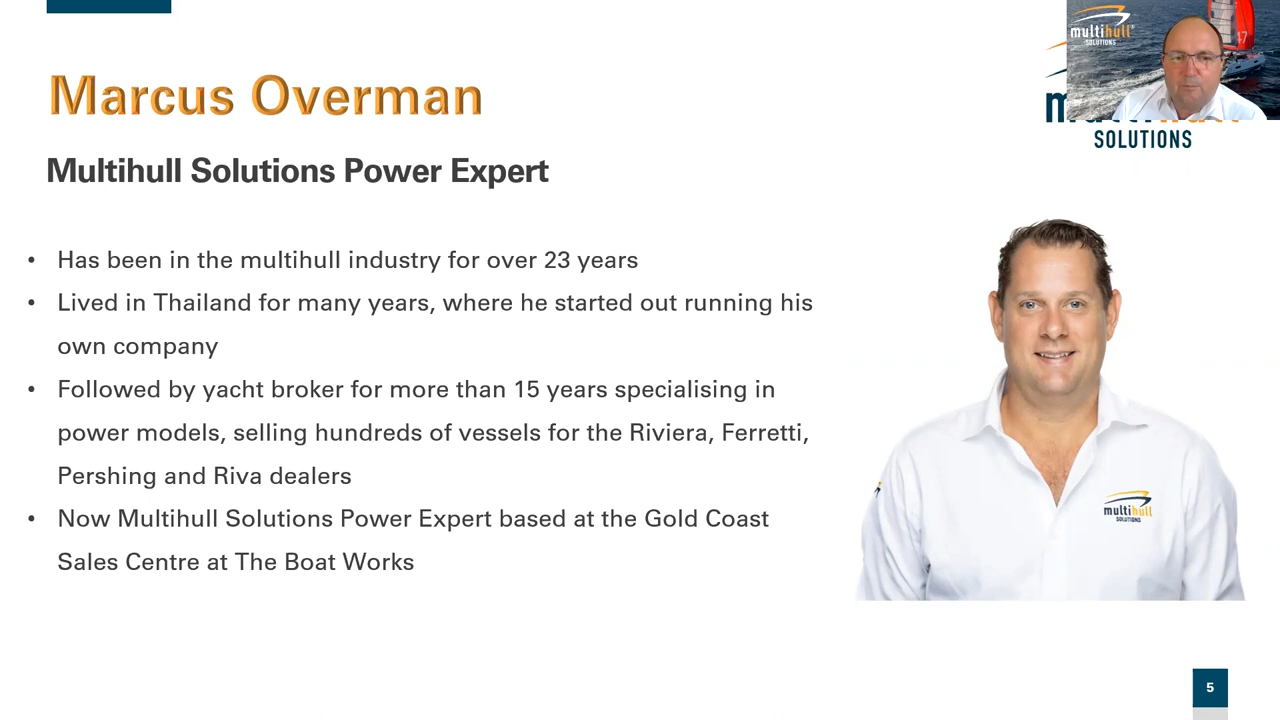 multihull
SOLUTIONS
Marcus Overman
SOLUTIONS
Multihull Solutions Power Expert
• Has been in the multihull industry for over 23 years
• Lived in Thailand for many years, where he started out running his
own company
• Followed by yacht broker for more than 15 years specialising in
power models, selling hundreds of vessels for the Riviera, Ferretti,
Pershing and Riva dealers
• Now Multihull Solutions Power Expert based at the Gold Coast
Sales Centre at The Boat Works
multihull
SOLUTIONS
5